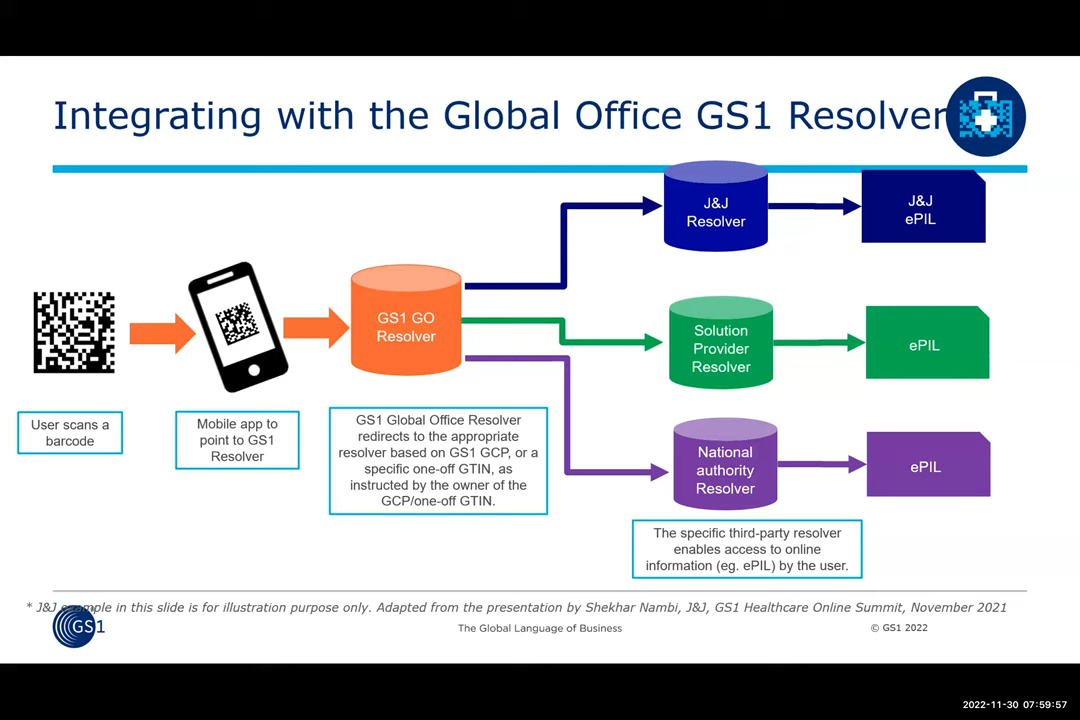 Integrating with the Global Office GS1 Resolver
J&J
Resolver
J&J
ePIL
GS1 GO
Resolver
Solution
Provider
Resolver
ePIL
User scans a
barcode
Mobile app to
point to GS1
Resolver
GS1 Global Office Resolver
redirects to the appropriate
resolver based on GS1 GCP, or a
specific one-off GTIN, as
instructed by the owner of the
GCP/one-off GTIN.
National
authority
Resolver
ePIL
The specific third-party resolver
enables access to online
information (eg. ePIL) by the user.
* J&J example in this slide is for illustration purpose only. Adapted from the presentation by Shekhar Nambi, J&J, GS1 Healthcare Online Summit, November 2021
GS1
The Global Language of Business
© GS1 2022
2022-11-30 07:59:57